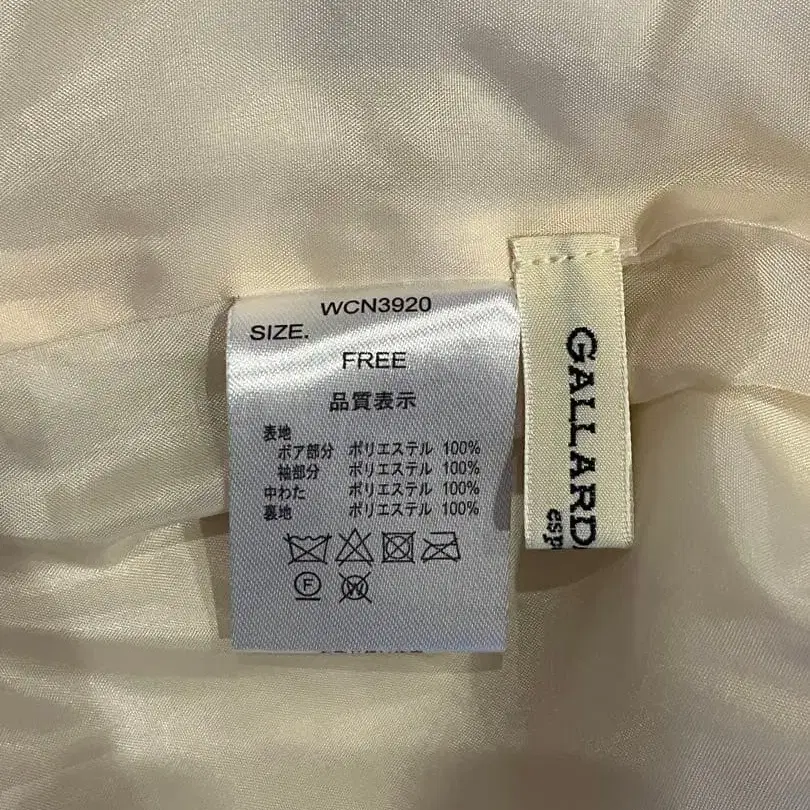 WCN3920
SIZE.
FREE
品質表示
表地
ボア部分 ポリエステル 100%
袖部分 ポリエステル 100%
中わた ポリエステル 100%
裏地 ポリエステル 100%
F
W
GALLARD
esp